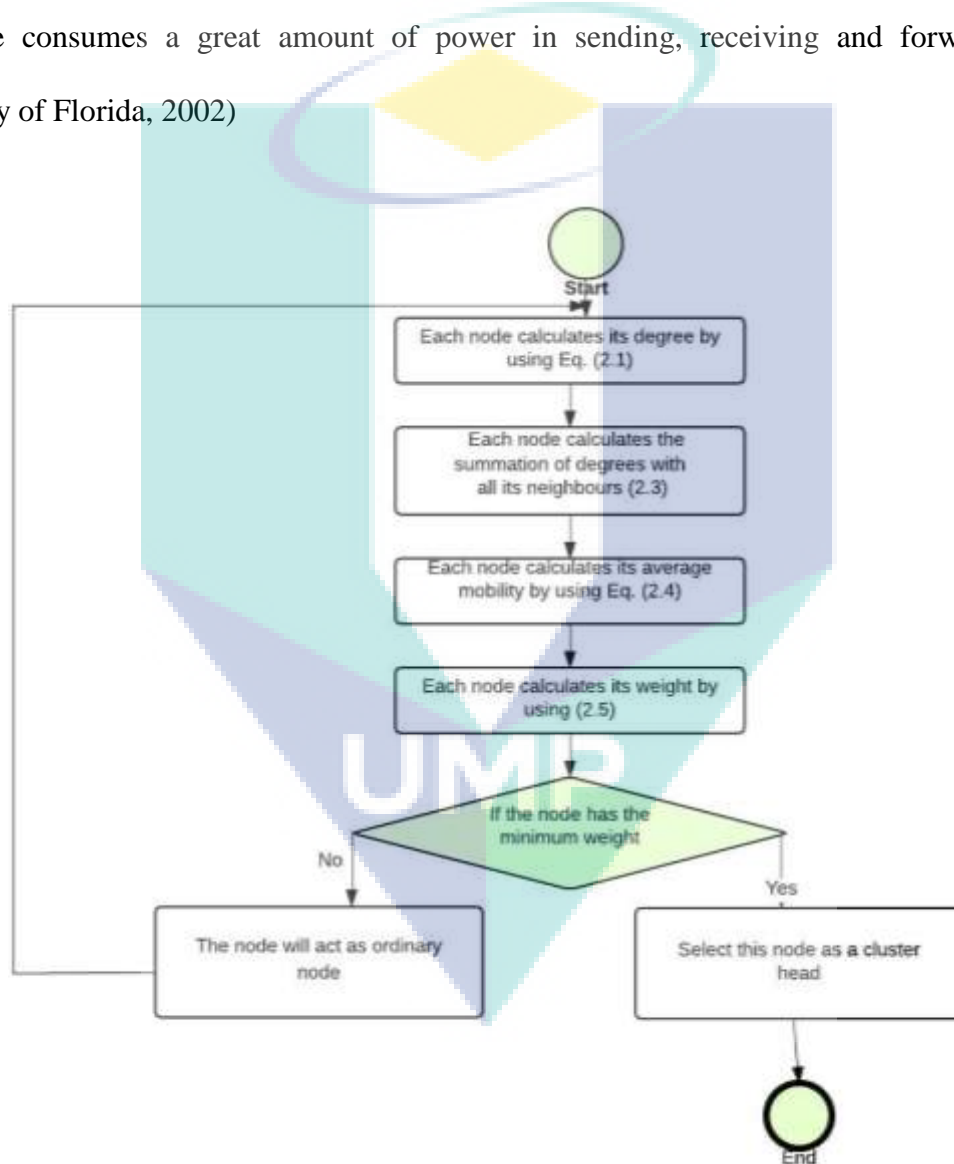 e consumes a great amount of power in sending, receiving and forw
y of Florida, 2002)
Start
Each node calculates its degree by
using Eq. (2.1)
Each node calculates the
summation of degrees with
all its neighbours (2.3)
Each node calculates its average
mobility by using Eq. (2.4)
Each node calculates its weight by
using (2.5)
UMP
If the node has the
minimum weight
No
Yes
The node will act as ordinary
node
Select this node as a cluster
head
End